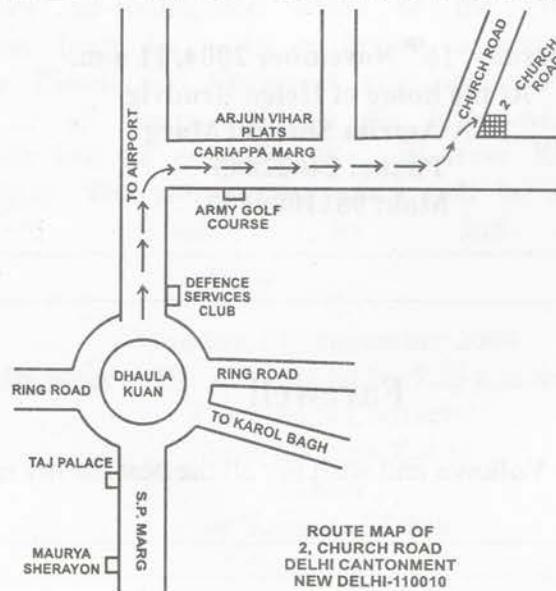 CHURCH ROAD
2, CHURCH
ROAD
TO AIRPORT
ARJUN VIHAR
PLATS
CARIAPPA MARG
ARMY GOLF
COURSE
DEFENCE
SERVICES
CLUB
RING ROAD
DHAULA
KUAN
RING ROAD
TO KAROL BAGH
TAJ PALACE
S.P. MARG
MAURYA
SHERAYON
ROUTE MAP OF
2, CHURCH ROAD
DELHI CANTONMENT
NEW DELHI-110010